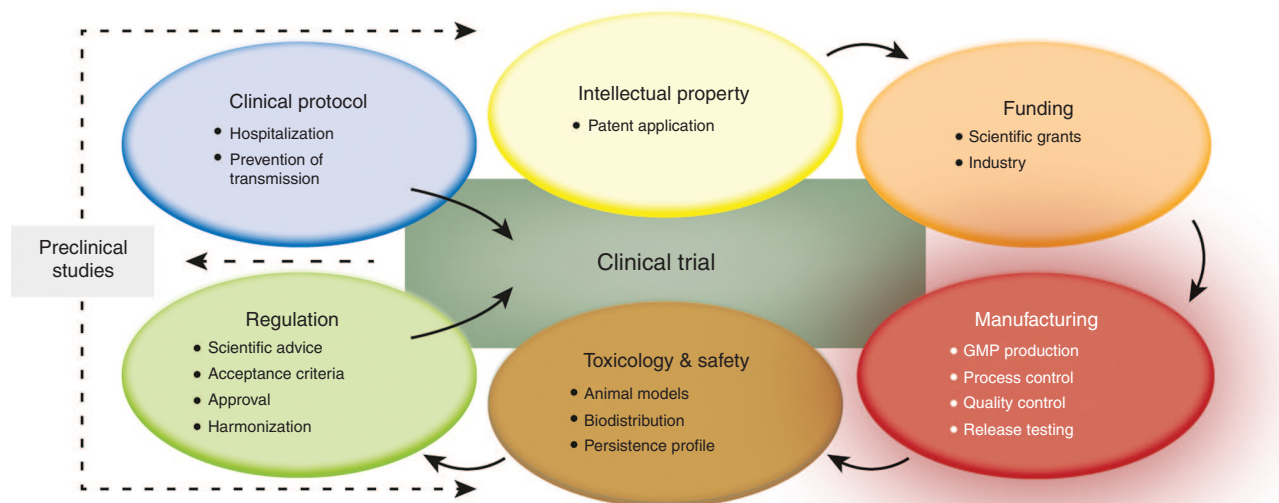 Clinical protocol
• Hospitalization
• Prevention of
transmission
Intellectual property
• Patent application
Funding
• Scientific grants
• Industry
Preclinical
studies
Clinical trial
Regulation
• Scientific advice
• Acceptance criteria
• Approval
• Harmonization
Toxicology & safety
• Animal models
• Biodistribution
• Persistence profile
Manufacturing
• GMP production
• Process control
• Quality control
• Release testing